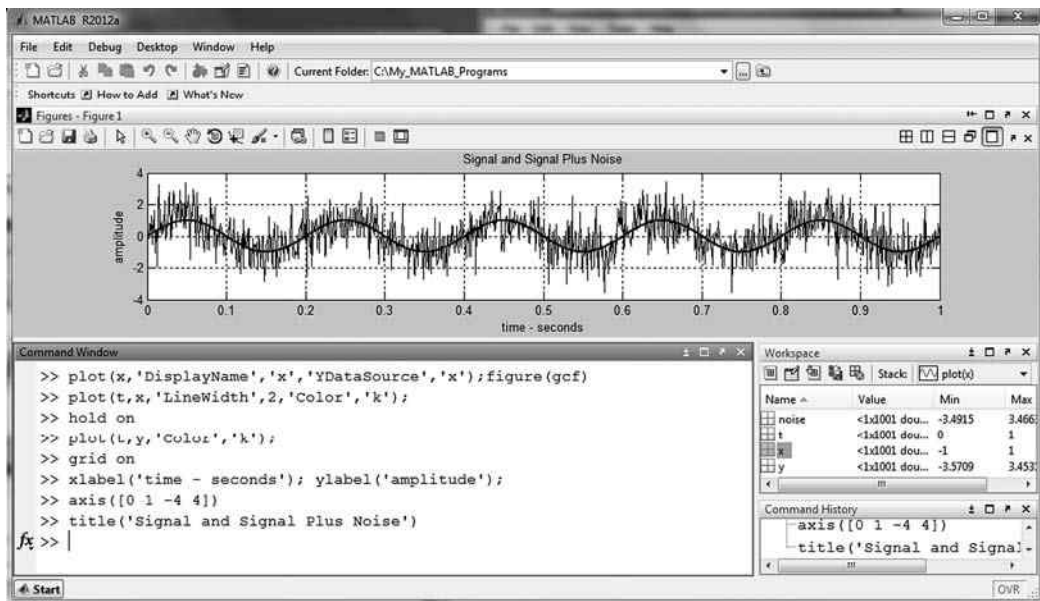 MATLAB R2012a
File Edit Debug Desktop Window Help
Current Folder: C:\My_MATLAB_Programs
Shortcuts How to Add What's New
Figures - Figure 1
Signal and Signal Plus Noise
4
2
0
-2
-4
amplitude
0 0.1 0.2 0.3 0.4 0.5 0.6 0.7 0.8 0.9 1
time - seconds
Command Window
>> plot(x,'DisplayName','x','YDataSource','x');figure(gcf)
>> plot(t,x,'LineWidth',2,'Color','k');
>> hold on
>> plot(t,y,'Color','k');
>> grid on
>> xlabel('time - seconds'); ylabel('amplitude');
>> axis([0 1 -4 4])
>> title('Signal and Signal Plus Noise')
fx >>
Workspace
Stack: plot(x)
Name Value Min Max
noise <1x1001 dou... -3.4915 3.466
t <1x1001 dou... 0 1
x <1x1001 dou... -1 1
y <1x1001 dou... -3.5709 3.453
Command History
axis([0 1 -4 4])
title('Signal and Signal
Start
OVR